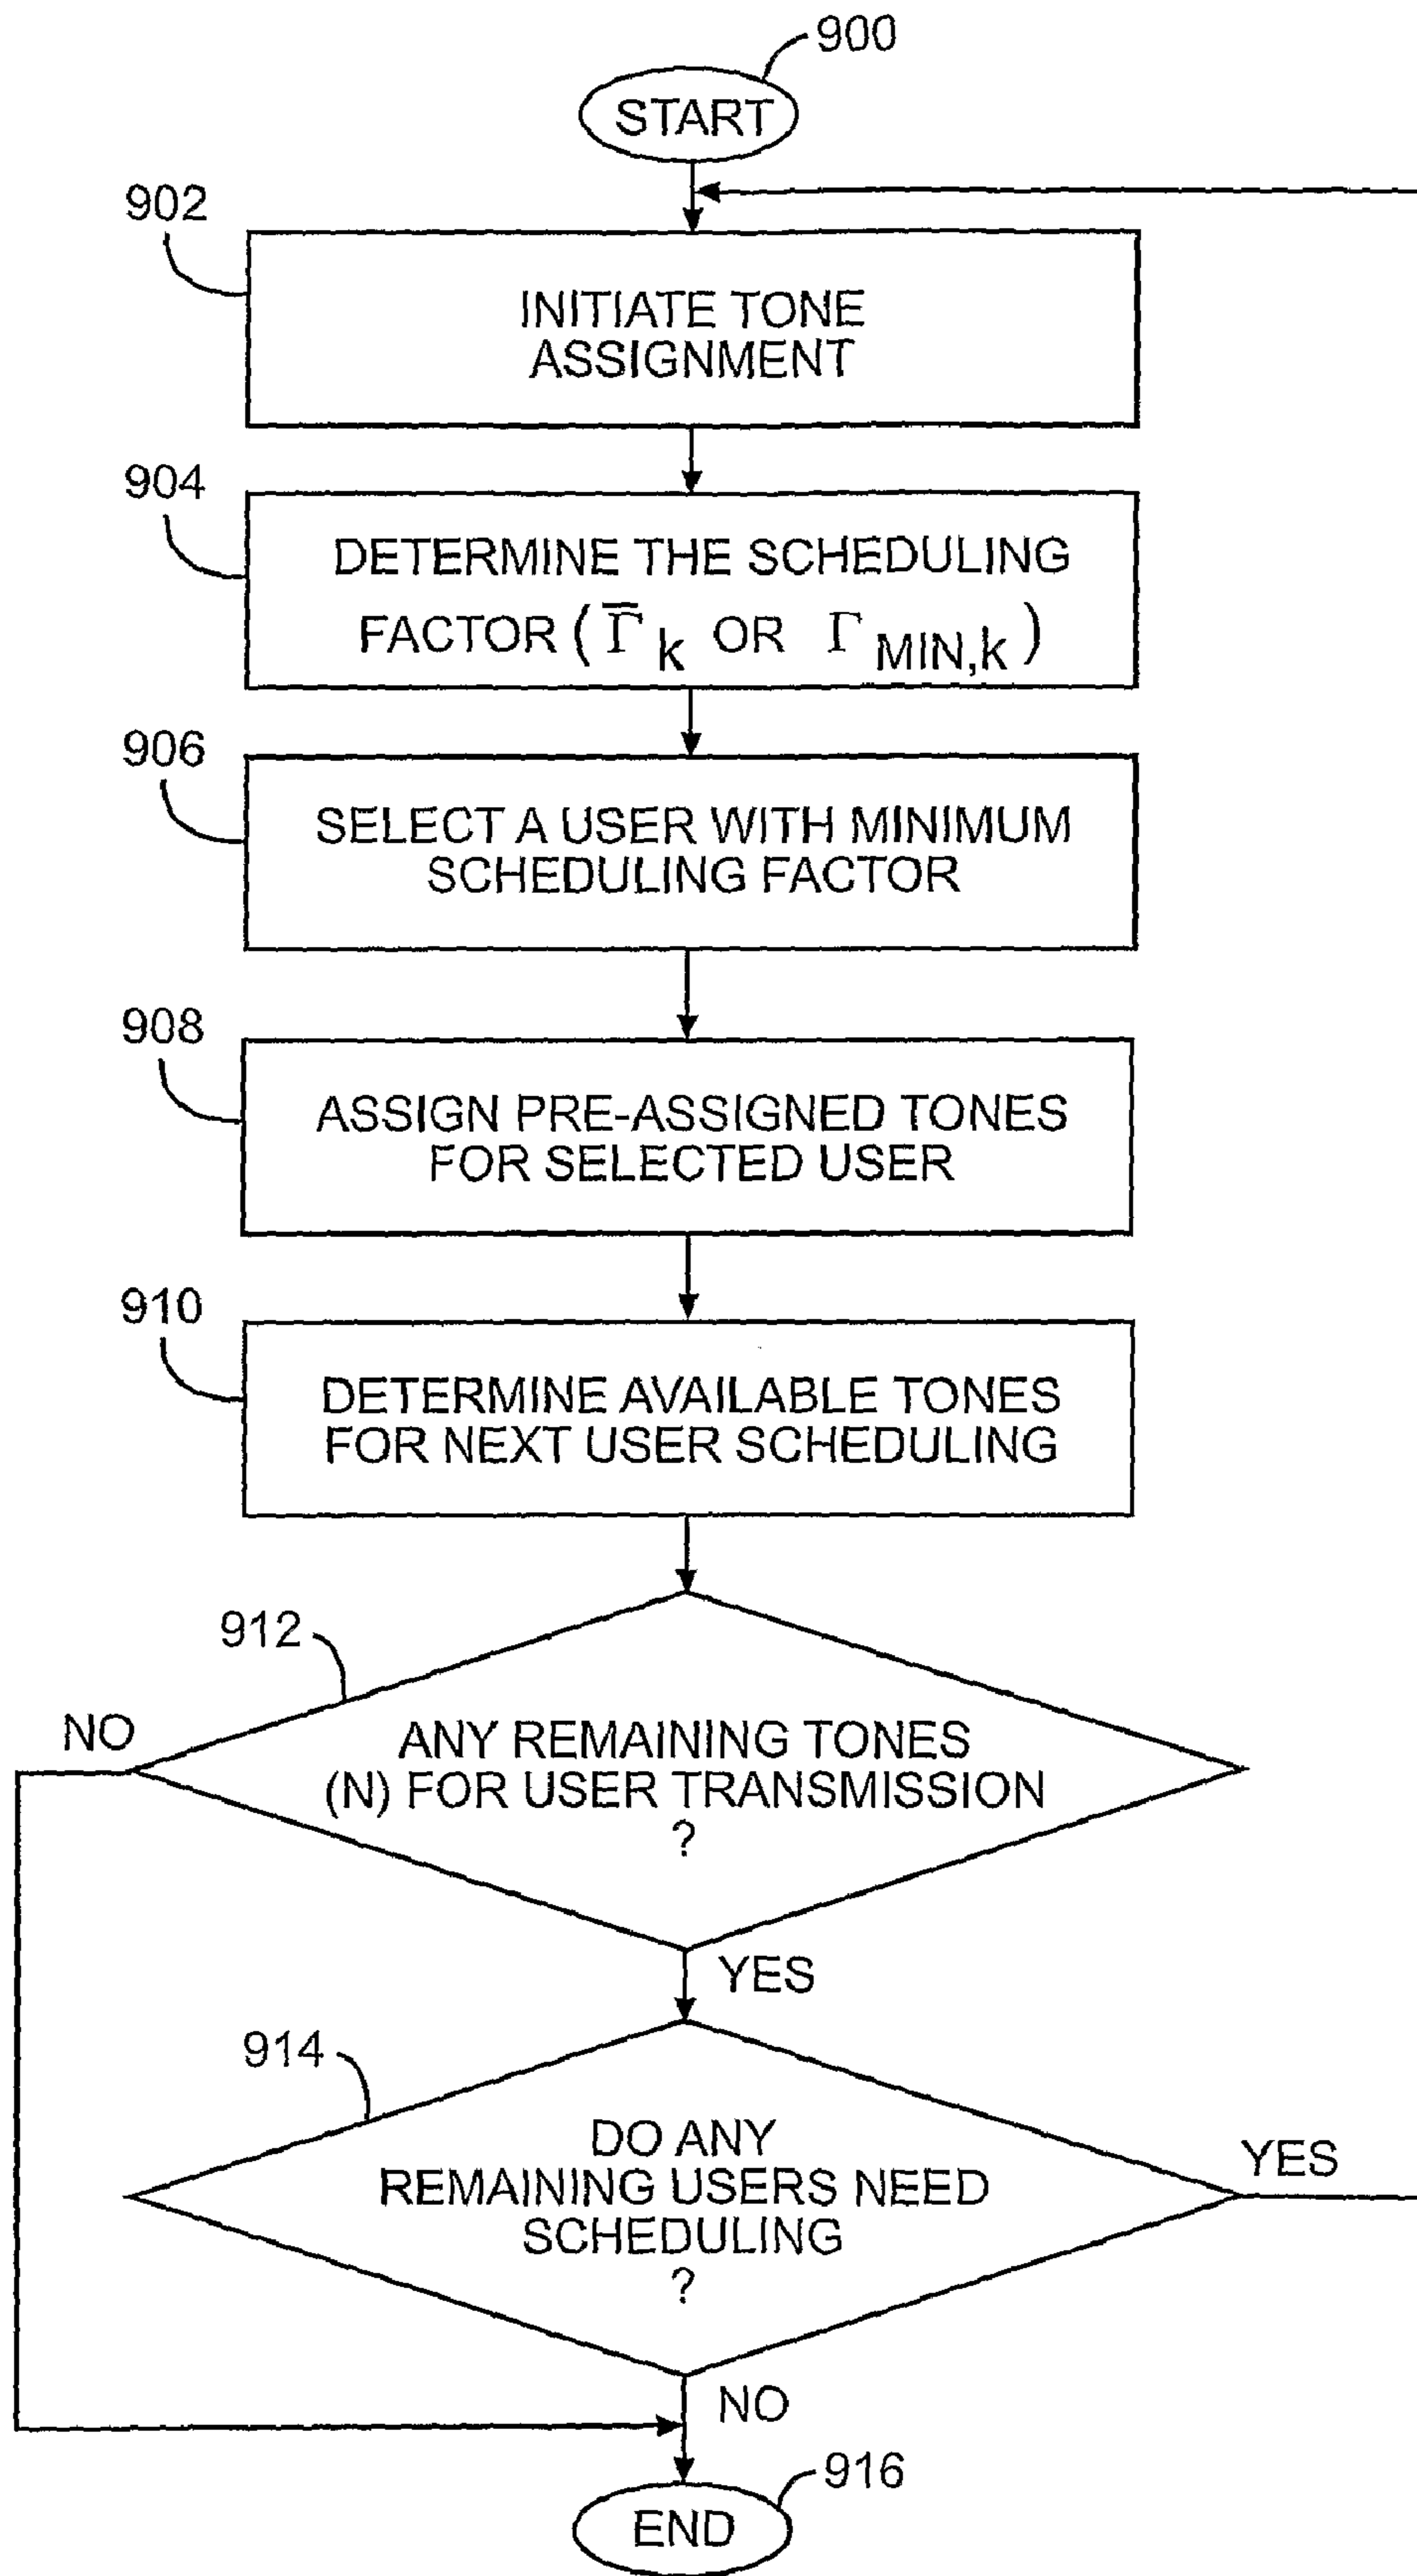 900
START
902
INITIATE TONE
ASSIGNMENT
904
DETERMINE THE SCHEDULING
FACTOR ( Γ̅ k OR Γ MIN,k )
906
SELECT A USER WITH MINIMUM
SCHEDULING FACTOR
908
ASSIGN PRE-ASSIGNED TONES
FOR SELECTED USER
910
DETERMINE AVAILABLE TONES
FOR NEXT USER SCHEDULING
912
NO
ANY REMAINING TONES
(N) FOR USER TRANSMISSION
?
YES
914
DO ANY
REMAINING USERS NEED
SCHEDULING
?
YES
NO
916
END